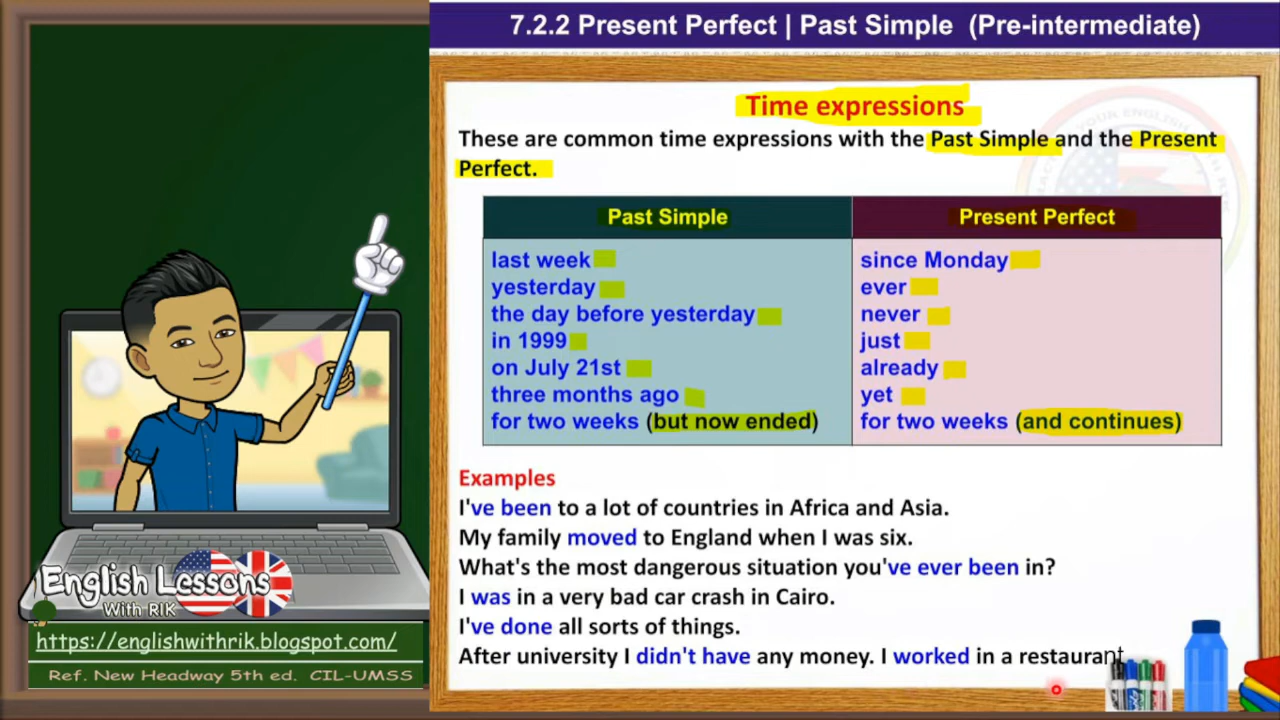 7.2.2 Present Perfect | Past Simple (Pre-intermediate)
Time expressions
These are common time expressions with the Past Simple and the Present
Perfect.
Past Simple
last week
yesterday
the day before yesterday
in 1999
on July 21st
three months ago
for two weeks (but now ended)
Present Perfect
since Monday
ever
never
just
already
yet
for two weeks (and continues)
Examples
I've been to a lot of countries in Africa and Asia.
My family moved to England when I was six.
What's the most dangerous situation you've ever been in?
I was in a very bad car crash in Cairo.
I've done all sorts of things.
After university I didn't have any money. I worked in a restaurant
English Lessons
With RIK
https://englishwithrik.blogspot.com/
Ref. New Headway 5th ed. CIL-UMSS